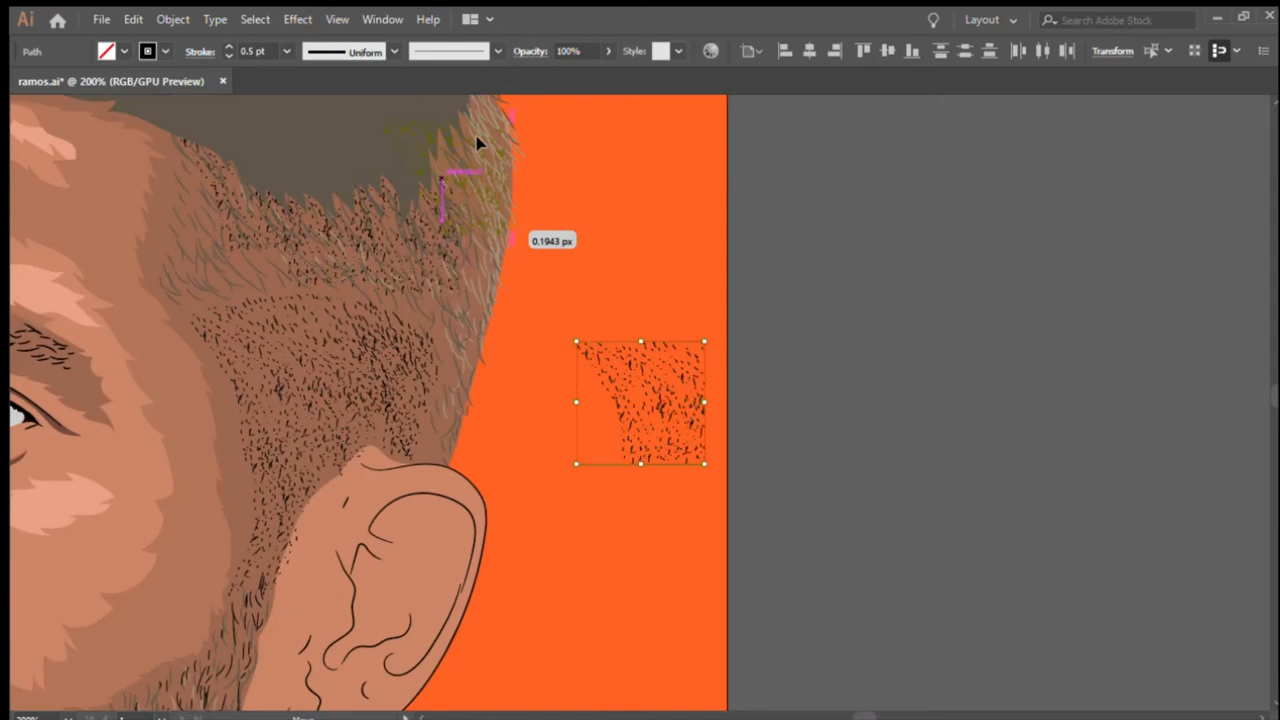 Ai File Edit Object Type Select Effect View Window Help Layout Search Adobe Stock
Path Stroke: 0.5 pt Uniform Opacity: 100% Style: Transform
ramos.ai* @ 200% (RGB/GPU Preview)
0.1943 px